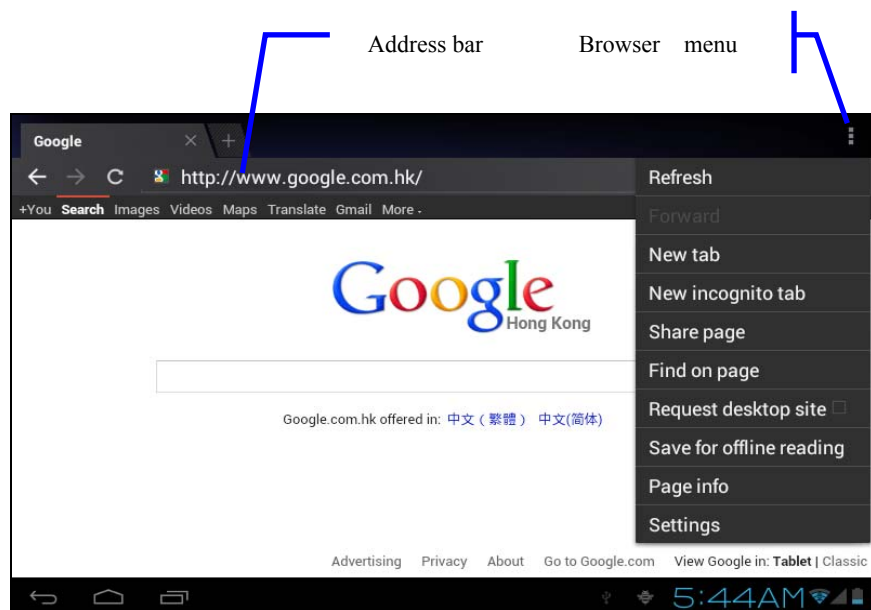 Address bar Browser menu
Google
http://www.google.com.hk/
+You Search Images Videos Maps Translate Gmail More
Google
Hong Kong
Google.com.hk offered in: 中文（繁體） 中文(简体)
Refresh
Forward
New tab
New incognito tab
Share page
Find on page
Request desktop site
Save for offline reading
Page info
Settings
Advertising Privacy About Go to Google.com View Google in: Tablet | Classic
5:44AM